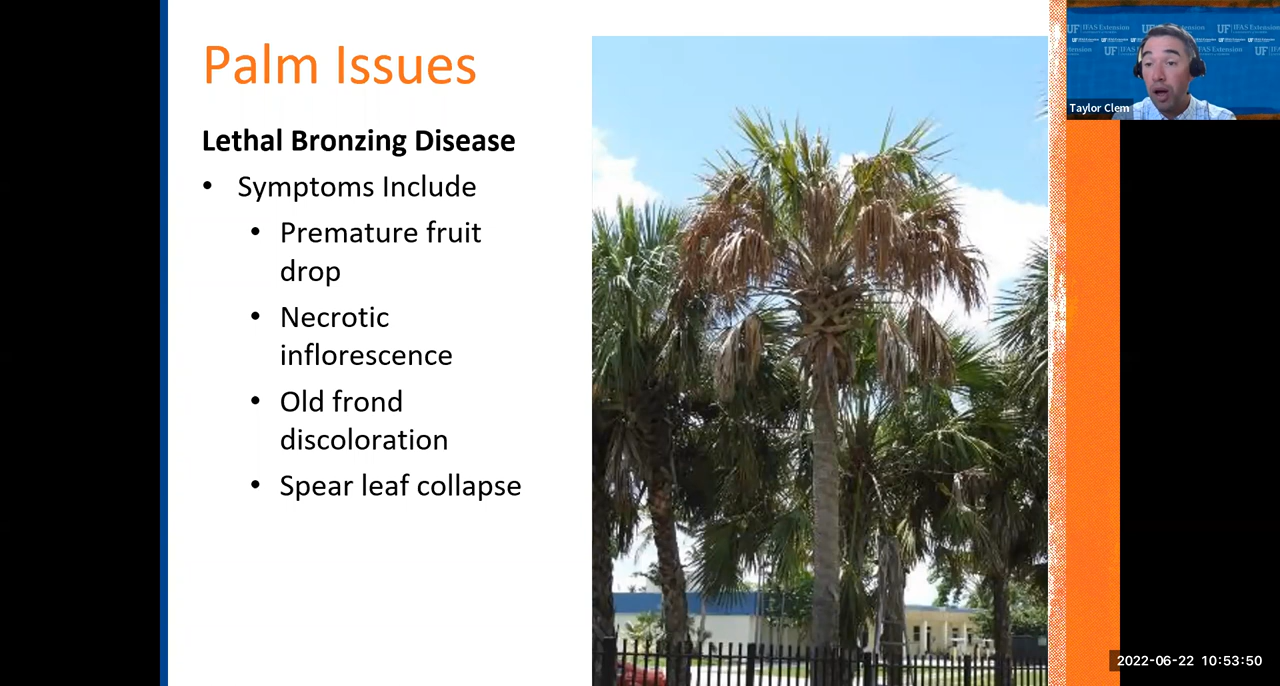 Palm Issues
Lethal Bronzing Disease
• Symptoms Include
• Premature fruit
drop
• Necrotic
inflorescence
• Old frond
discoloration
• Spear leaf collapse
UF IFAS Extension
Taylor Clem
2022-06-22 10:53:50